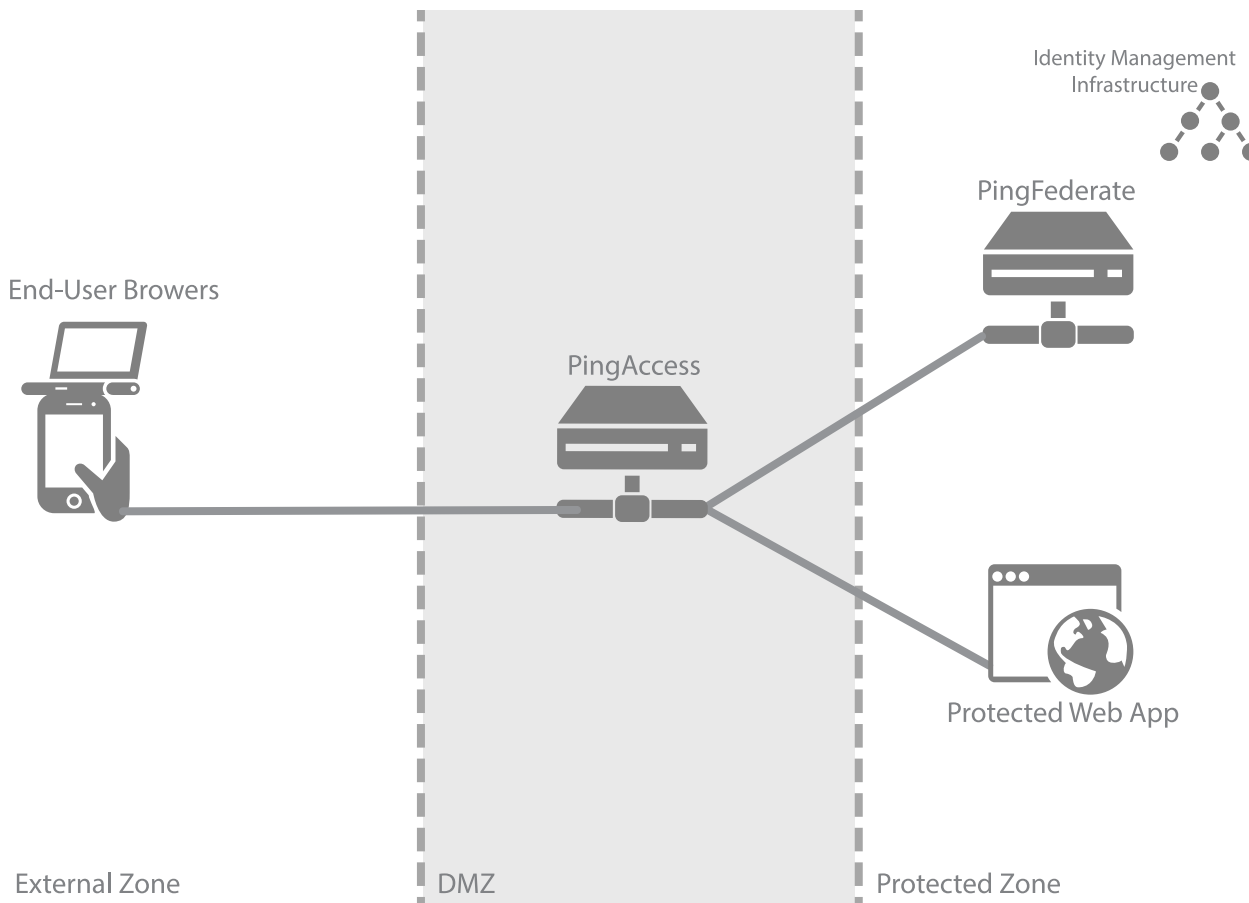 Identity Management
Infrastructure
PingFederate
End-User Browers
PingAccess
Protected Web App
External Zone
DMZ
Protected Zone